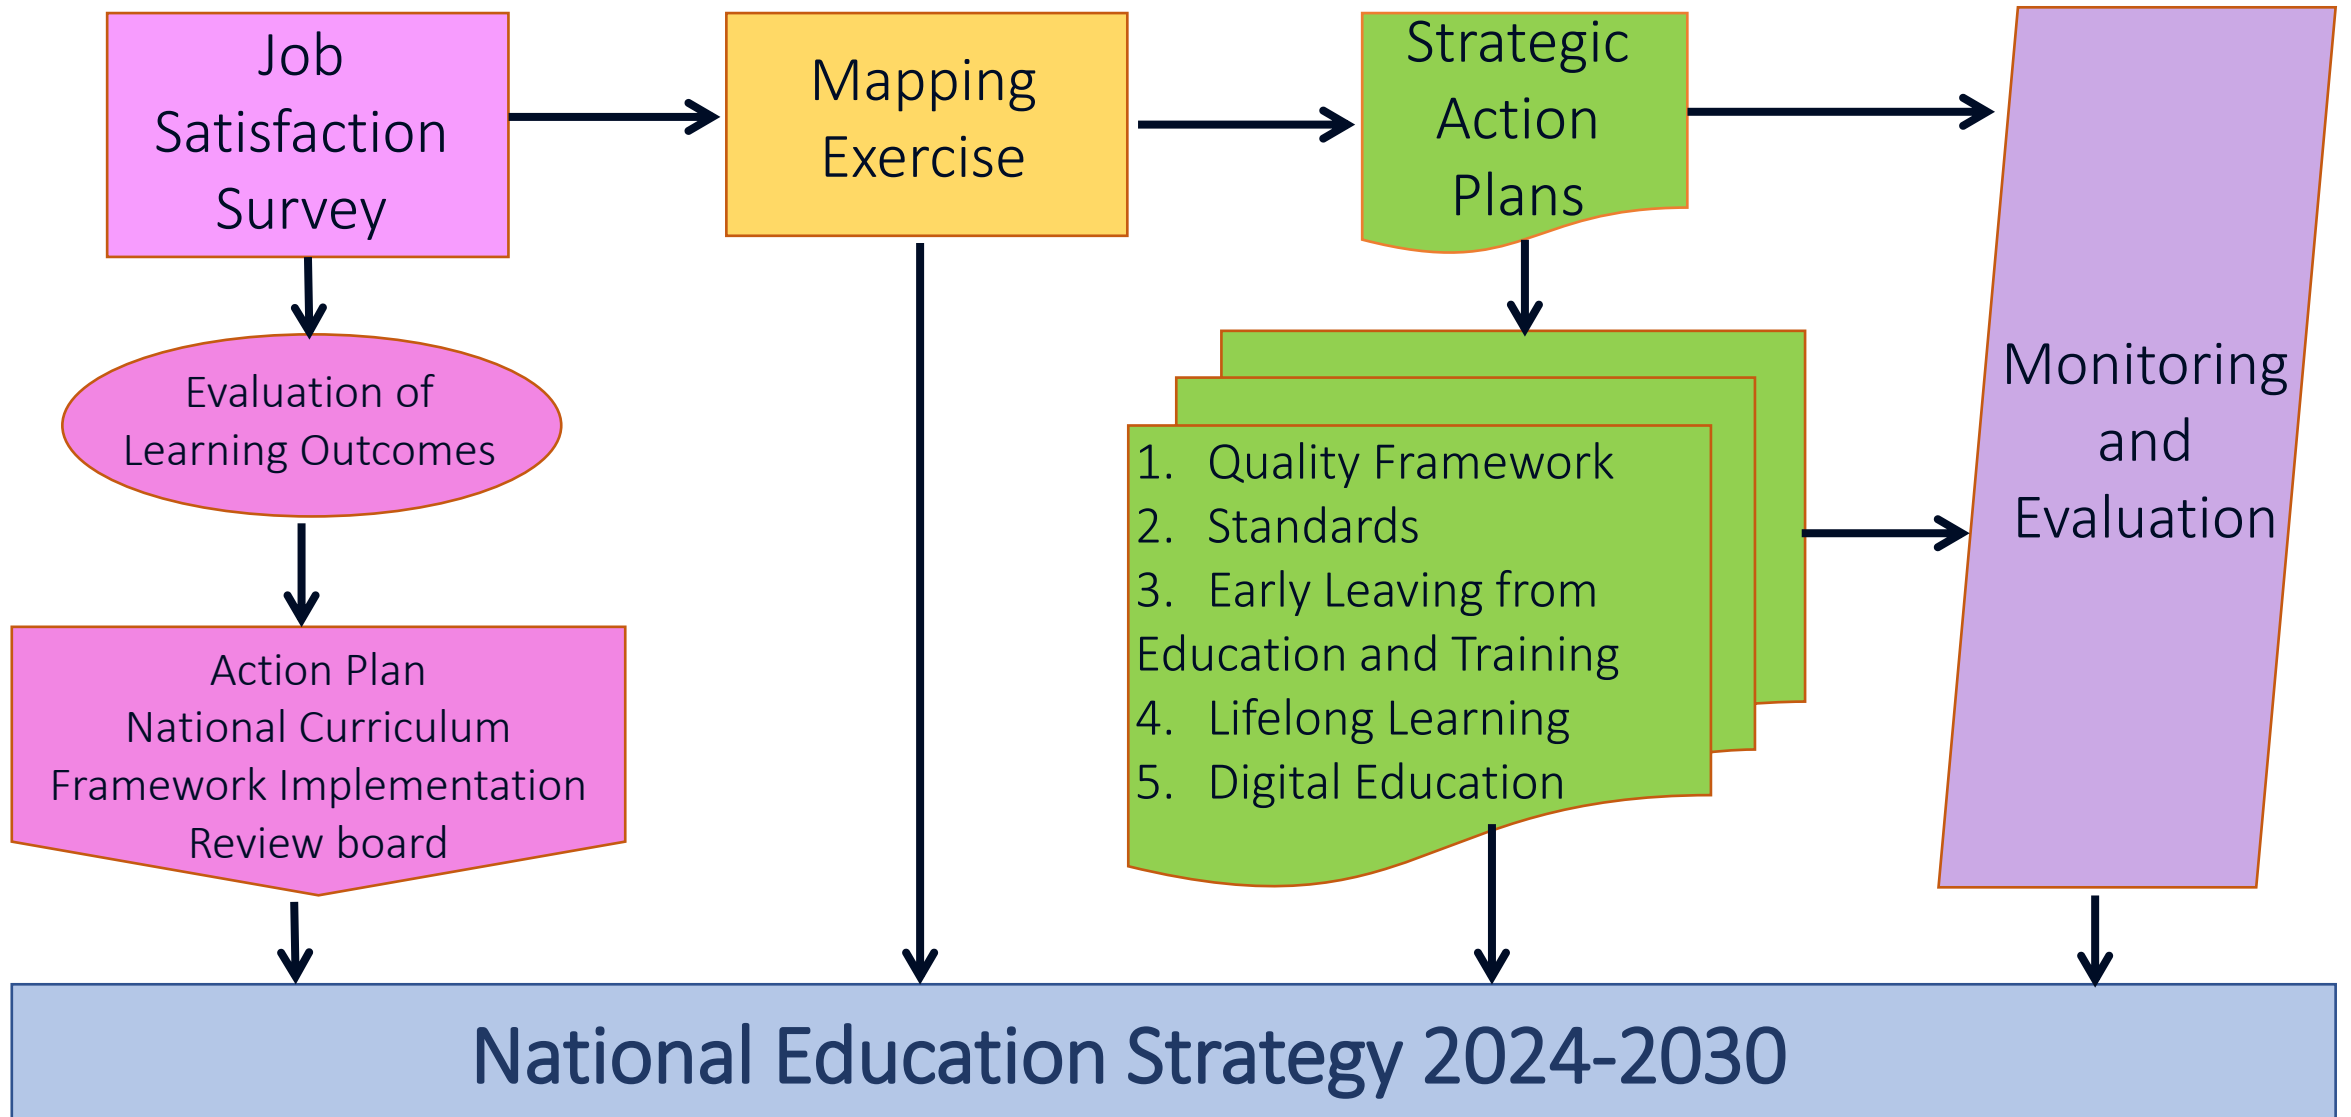 Job
Satisfaction
Survey
Mapping
Exercise
Strategic
Action
Plans
Monitoring
and
Evaluation
Evaluation of
Learning Outcomes
1. Quality Framework
2. Standards
3. Early Leaving from
Education and Training
4. Lifelong Learning
5. Digital Education
Action Plan
National Curriculum
Framework Implementation
Review board
National Education Strategy 2024-2030